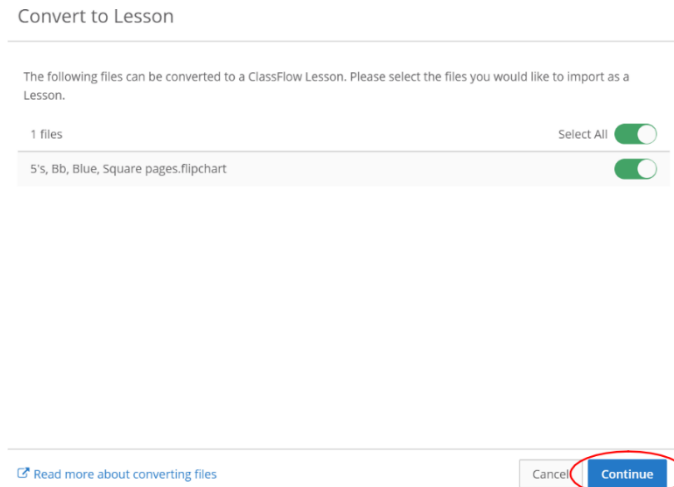 Convert to Lesson
The following files can be converted to a ClassFlow Lesson. Please select the files you would like to import as a
Lesson.
1 files Select All
5's, Bb, Blue, Square pages.flipchart
Read more about converting files Cancel Continue